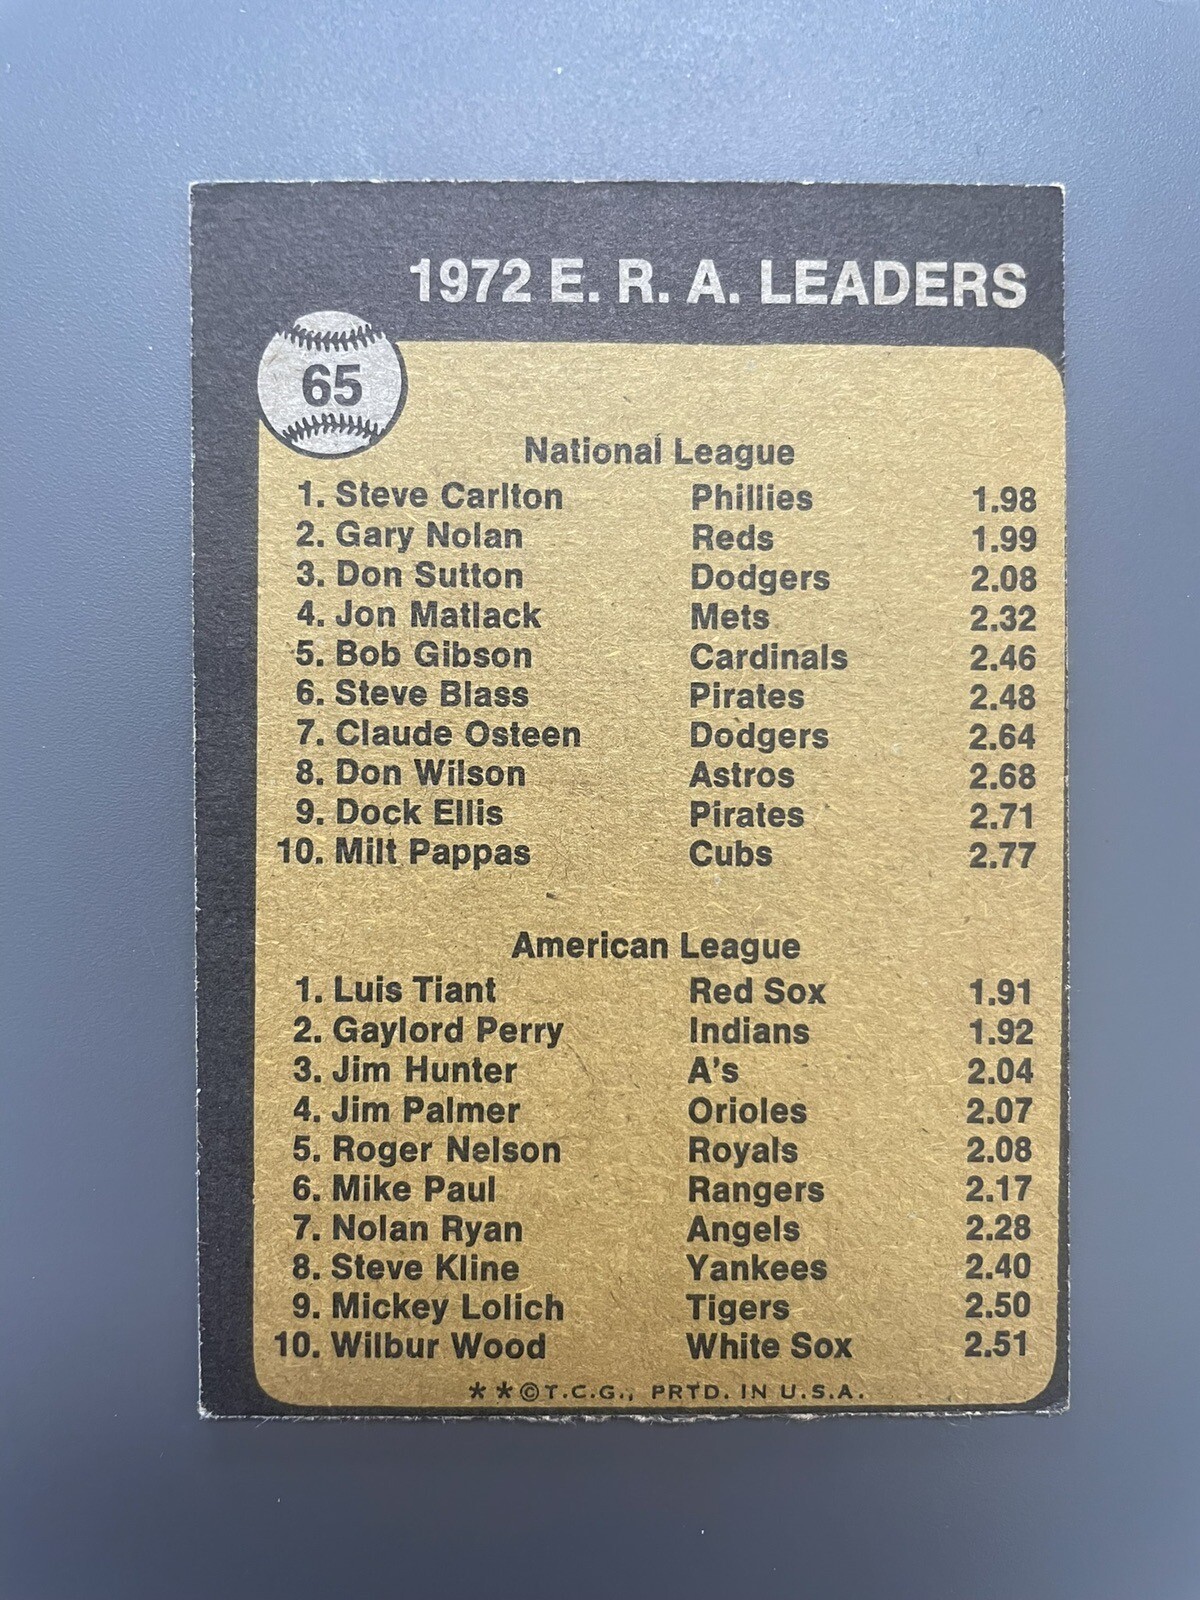 1972 E. R. A. LEADERS
65
National League
1. Steve Carlton Phillies 1.98
2. Gary Nolan Reds 1.99
3. Don Sutton Dodgers 2.08
4. Jon Matlack Mets 2.32
5. Bob Gibson Cardinals 2.46
6. Steve Blass Pirates 2.48
7. Claude Osteen Dodgers 2.64
8. Don Wilson Astros 2.68
9. Dock Ellis Pirates 2.71
10. Milt Pappas Cubs 2.77
American League
1. Luis Tiant Red Sox 1.91
2. Gaylord Perry Indians 1.92
3. Jim Hunter A's 2.04
4. Jim Palmer Orioles 2.07
5. Roger Nelson Royals 2.08
6. Mike Paul Rangers 2.17
7. Nolan Ryan Angels 2.28
8. Steve Kline Yankees 2.40
9. Mickey Lolich Tigers 2.50
10. Wilbur Wood White Sox 2.51
* * © T.C.G., PRTD. IN U.S.A.